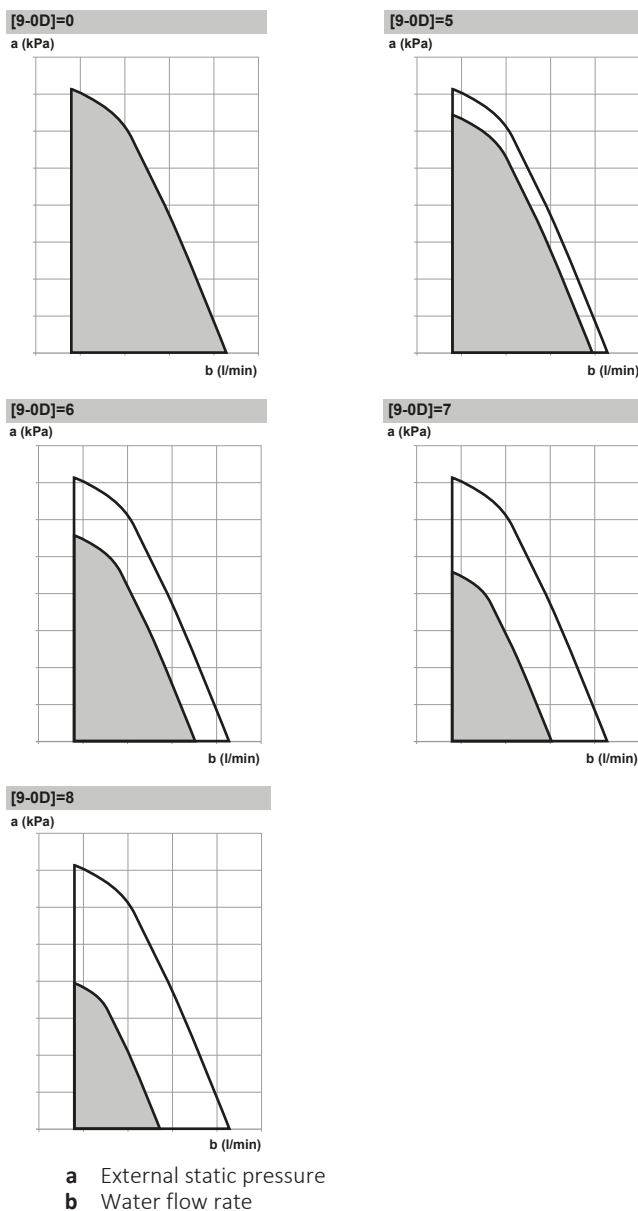 [9-0D]=0
a (kPa)
b (l/min)
[9-0D]=5
a (kPa)
b (l/min)
[9-0D]=6
a (kPa)
b (l/min)
[9-0D]=7
a (kPa)
b (l/min)
[9-0D]=8
a (kPa)
b (l/min)
a External static pressure
b Water flow rate